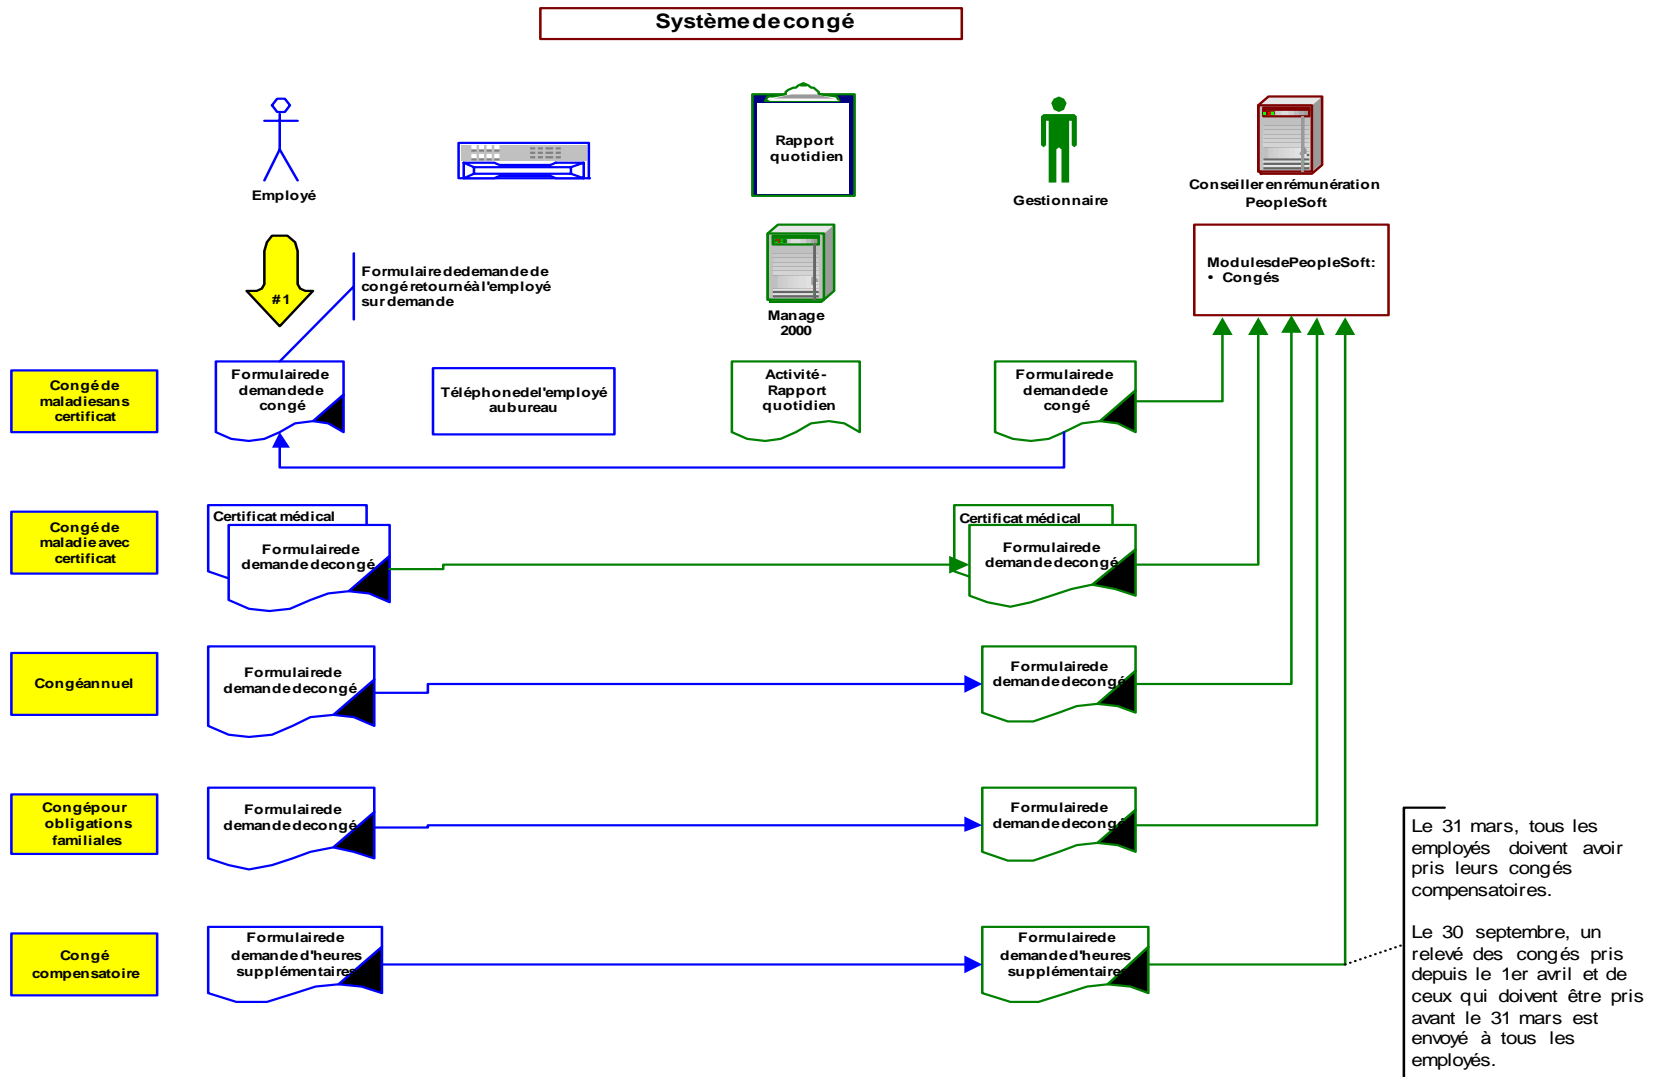 Système de congé
Employé
Rapport
quotidien
Gestionnaire
Conseiller en rémunération
PeopleSoft
#1
Formulaire de demande de
congé retourné à l'employé
sur demande
Manage
2000
Modules de PeopleSoft:
• Congés
Congé de
maladie sans
certificat
Formulaire de
demande de
congé
Téléphone de l'employé
au bureau
Activité -
Rapport
quotidien
Formulaire de
demande de
congé
Congé de
maladie avec
certificat
Certificat médical
Formulaire de
demande de congé
Certificat médical
Formulaire de
demande de congé
Congé annuel
Formulaire de
demande de congé
Formulaire de
demande de congé
Congé pour
obligations
familiales
Formulaire de
demande de congé
Formulaire de
demande de congé
Congé
compensatoire
Formulaire de
demande d'heures
supplémentaires
Formulaire de
demande d'heures
supplémentaires
Le 31 mars, tous les
employés doivent avoir
pris leurs congés
compensatoires.
Le 30 septembre, un
relevé des congés pris
depuis le 1er avril et de
ceux qui doivent être pris
avant le 31 mars est
envoyé à tous les
employés.